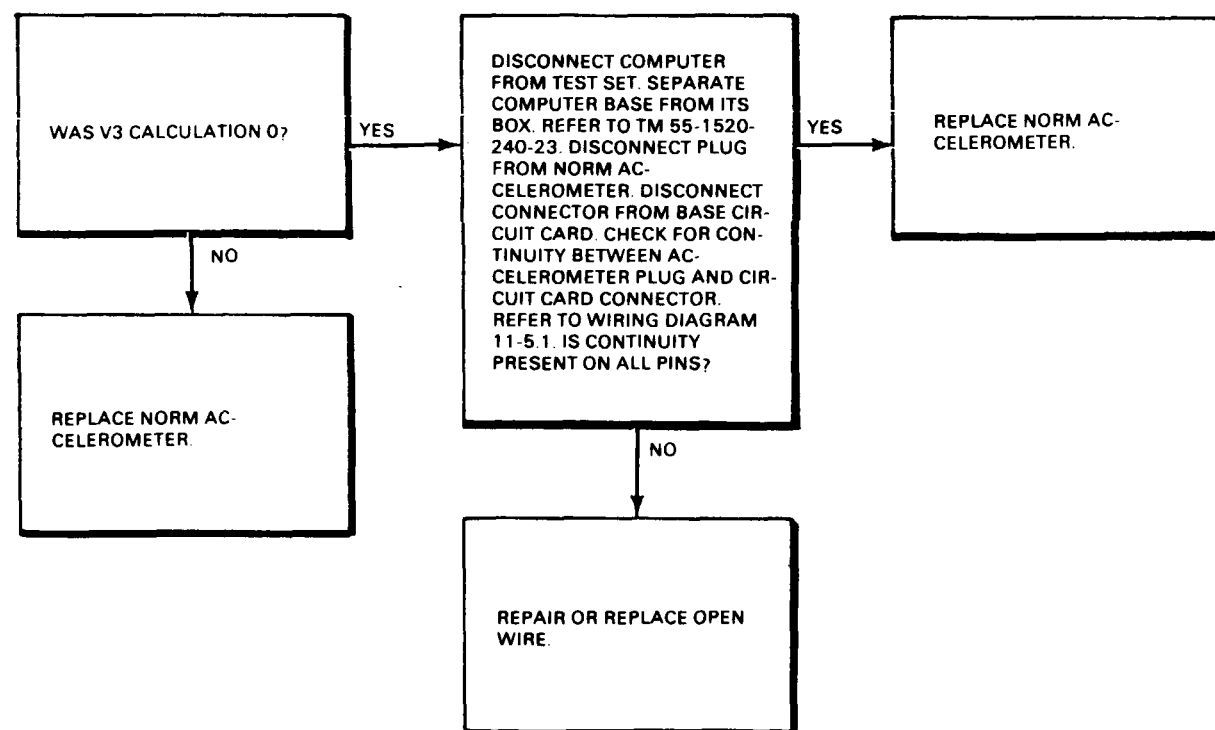 WAS V3 CALCULATION 0?
YES
NO
DISCONNECT COMPUTER
FROM TEST SET. SEPARATE
COMPUTER BASE FROM ITS
BOX. REFER TO TM 55-1520-
240-23. DISCONNECT PLUG
FROM NORM AC-
CELEROMETER. DISCONNECT
CONNECTOR FROM BASE CIR-
CUIT CARD. CHECK FOR CON-
TINUITY BETWEEN AC-
CELEROMETER PLUG AND CIR-
CUIT CARD CONNECTOR.
REFER TO WIRING DIAGRAM
11-5.1. IS CONTINUITY
PRESENT ON ALL PINS?
YES
NO
REPLACE NORM AC-
CELEROMETER.
REPLACE NORM AC-
CELEROMETER.
REPAIR OR REPLACE OPEN
WIRE.